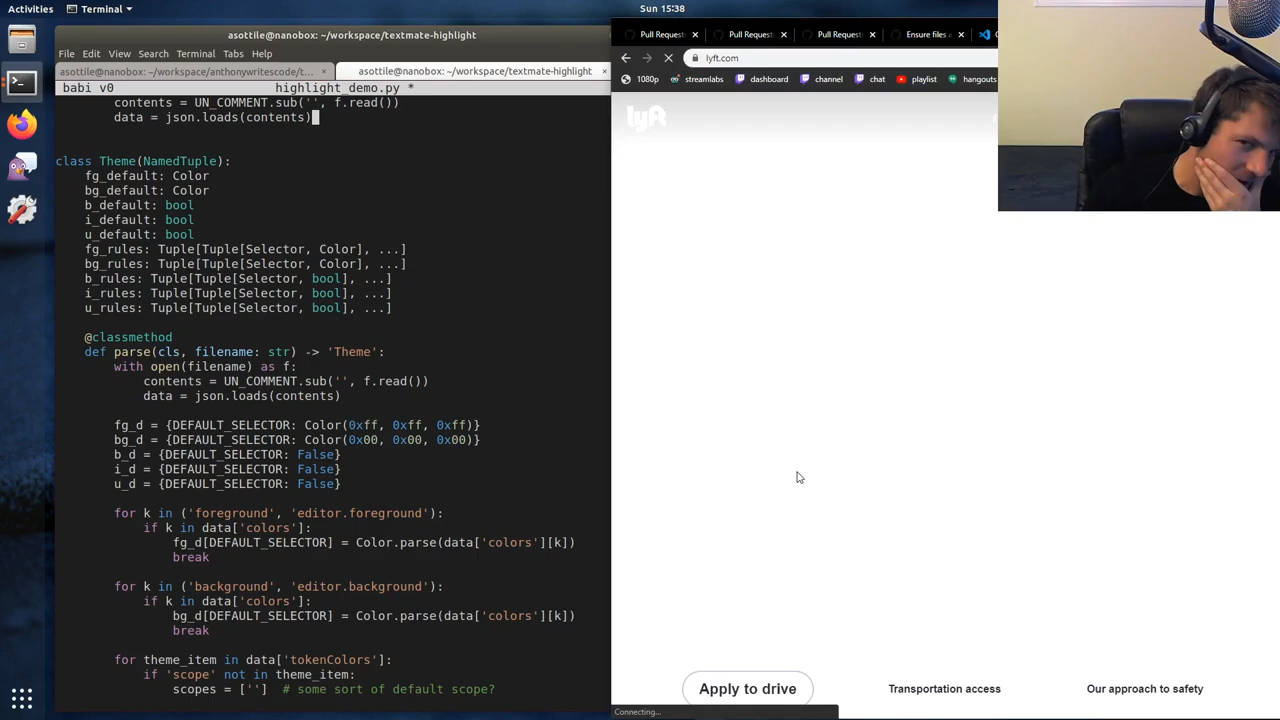 Activities
Terminal
Sun 15:38
asottile@nanobox: ~/workspace/textmate-highlight
File Edit View Search Terminal Tabs Help
asottile@nanobox: ~/workspace/anthonywritescode/t... ×
asottile@nanobox: ~/workspace/textmate-highlight ×
babi v0 highlight_demo.py *
contents = UN_COMMENT.sub('', f.read())
data = json.loads(contents)
class Theme(NamedTuple):
fg_default: Color
bg_default: Color
b_default: bool
i_default: bool
u_default: bool
fg_rules: Tuple[Tuple[Selector, Color], ...]
bg_rules: Tuple[Tuple[Selector, Color], ...]
b_rules: Tuple[Tuple[Selector, bool], ...]
i_rules: Tuple[Tuple[Selector, bool], ...]
u_rules: Tuple[Tuple[Selector, bool], ...]
@classmethod
def parse(cls, filename: str) -> 'Theme':
with open(filename) as f:
contents = UN_COMMENT.sub('', f.read())
data = json.loads(contents)
fg_d = {DEFAULT_SELECTOR: Color(0xff, 0xff, 0xff)}
bg_d = {DEFAULT_SELECTOR: Color(0x00, 0x00, 0x00)}
b_d = {DEFAULT_SELECTOR: False}
i_d = {DEFAULT_SELECTOR: False}
u_d = {DEFAULT_SELECTOR: False}
for k in ('foreground', 'editor.foreground'):
if k in data['colors']:
fg_d[DEFAULT_SELECTOR] = Color.parse(data['colors'][k])
break
for k in ('background', 'editor.background'):
if k in data['colors']:
bg_d[DEFAULT_SELECTOR] = Color.parse(data['colors'][k])
break
for theme_item in data['tokenColors']:
if 'scope' not in theme_item:
scopes = [''] # some sort of default scope?
Pull Request Pull Request Pull Request Ensure files a
lyft.com
1080p streamlabs dashboard channel chat playlist hangouts
lyft
Apply to drive
Transportation access
Our approach to safety
Connecting...